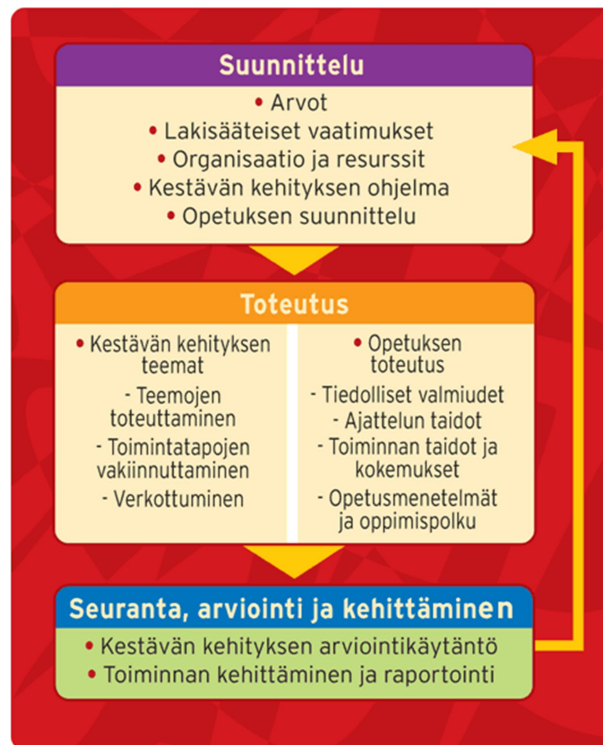 Suunnittelu
• Arvot
• Lakisääteiset vaatimukset
• Organisaatio ja resurssit
• Kestävän kehityksen ohjelma
• Opetuksen suunnittelu
Toteutus
• Kestävän kehityksen
teemat
- Teemojen
toteuttaminen
- Toimintatapojen
vakiinnuttaminen
- Verkottuminen
• Opetuksen
toteutus
- Tiedolliset valmiudet
- Ajattelun taidot
- Toiminnan taidot ja
kokemukset
- Opetusmenetelmät
ja oppimispolku
Seuranta, arviointi ja kehittäminen
• Kestävän kehityksen arviointikäytäntö
• Toiminnan kehittäminen ja raportointi